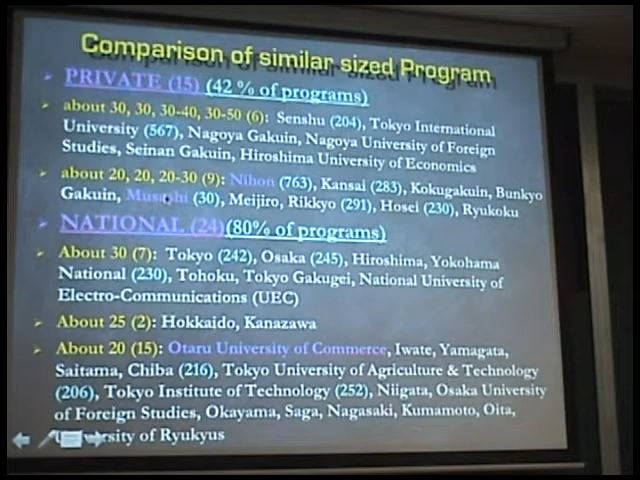 Comparison of similar sized Program
PRIVATE (15) (42 % of programs)
about 30, 30, 30-40, 30-50 (6): Senshu (204), Tokyo International
University (567), Nagoya Gakuin, Nagoya University of Foreign
Studies, Seinan Gakuin, Hiroshima University of Economics
about 20, 20, 20-30 (9): Nihon (763), Kansai (283), Kokugakuin, Bunkyo
Gakuin, Musashi (30), Meijiro, Rikkyo (291), Hosei (230), Ryukoku
NATIONAL (24)(80% of programs)
About 30 (7): Tokyo (242), Osaka (245), Hiroshima, Yokohama
National (230), Tohoku, Tokyo Gakugei, National University of
Electro-Communications (UEC)
About 25 (2): Hokkaido, Kanazawa
About 20 (15): Otaru University of Commerce, Iwate, Yamagata,
Saitama, Chiba (216), Tokyo University of Agriculture & Technology
(206), Tokyo Institute of Technology (252), Niigata, Osaka University
of Foreign Studies, Okayama, Saga, Nagasaki, Kumamoto, Oita,
University of Ryukyus